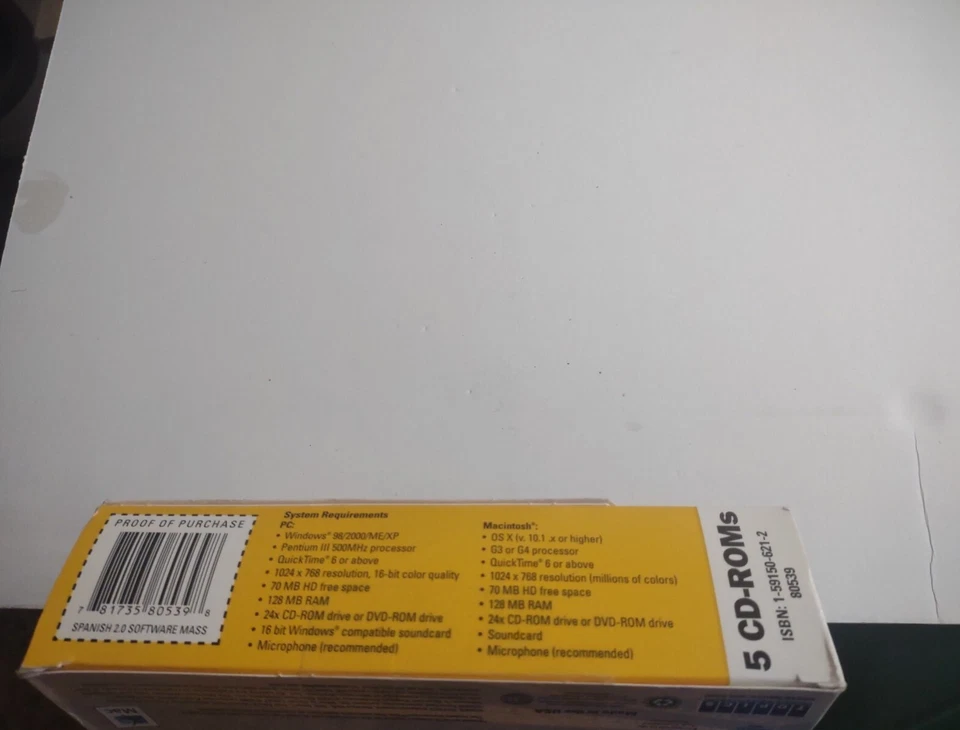 PROOF OF PURCHASE
7 81735 80539 8
SPANISH 2.0 SOFTWARE MASS
System Requirements
PC:
• Windows® 98/2000/ME/XP
• Pentium III 500MHz processor
• QuickTime® 6 or above
• 1024 x 768 resolution, 16-bit color quality
• 70 MB HD free space
• 128 MB RAM
• 24x CD-ROM drive or DVD-ROM drive
• 16 bit Windows® compatible soundcard
• Microphone (recommended)
Macintosh®:
• OS X (v. 10.1 .x or higher)
• G3 or G4 processor
• QuickTime® 6 or above
• 1024 x 768 resolution (millions of colors)
• 70 MB HD free space
• 128 MB RAM
• 24x CD-ROM drive or DVD-ROM drive
• Soundcard
• Microphone (recommended)
5 CD-ROMs
ISBN: 1-59150-621-2
80539
Mac
Made in the USA